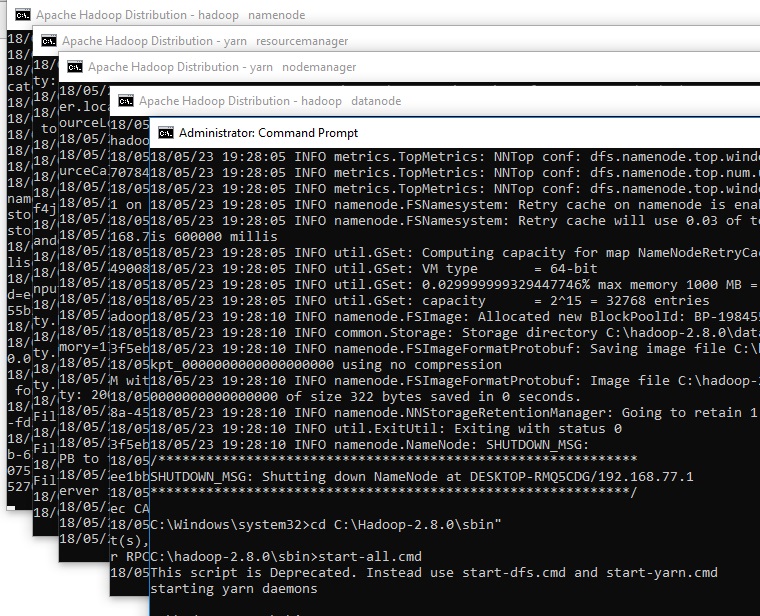 Apache Hadoop Distribution - hadoop   namenode
Apache Hadoop Distribution - yarn   resourcemanager
Apache Hadoop Distribution - yarn   nodemanager
Apache Hadoop Distribution - hadoop   datanode
Administrator: Command Prompt
18/05/23 19:28:05 INFO metrics.TopMetrics: NNTop conf: dfs.namenode.top.wind
18/05/23 19:28:05 INFO metrics.TopMetrics: NNTop conf: dfs.namenode.top.num.
18/05/23 19:28:05 INFO metrics.TopMetrics: NNTop conf: dfs.namenode.top.wind
18/05/23 19:28:05 INFO namenode.FSNamesystem: Retry cache on namenode is ena
18/05/23 19:28:05 INFO namenode.FSNamesystem: Retry cache will use 0.03 of t
is 600000 millis
18/05/23 19:28:05 INFO util.GSet: Computing capacity for map NameNodeRetryCa
18/05/23 19:28:05 INFO util.GSet: VM type       = 64-bit
18/05/23 19:28:05 INFO util.GSet: 0.029999999329447746% max memory 1000 MB =
18/05/23 19:28:05 INFO util.GSet: capacity      = 2^15 = 32768 entries
18/05/23 19:28:10 INFO namenode.FSImage: Allocated new BlockPoolId: BP-19845
18/05/23 19:28:10 INFO common.Storage: Storage directory C:\hadoop-2.8.0\dat
18/05/23 19:28:10 INFO namenode.FSImageFormatProtobuf: Saving image file C:\
kpt_0000000000000000000 using no compression
18/05/23 19:28:10 INFO namenode.FSImageFormatProtobuf: Image file C:\hadoop-
0000000000000000 of size 322 bytes saved in 0 seconds.
18/05/23 19:28:10 INFO namenode.NNStorageRetentionManager: Going to retain 1
18/05/23 19:28:10 INFO util.ExitUtil: Exiting with status 0
18/05/23 19:28:10 INFO namenode.NameNode: SHUTDOWN_MSG:
/************************************************************
SHUTDOWN_MSG: Shutting down NameNode at DESKTOP-RMQ5CDG/192.168.77.1
************************************************************/
C:\Windows\system32>cd C:\Hadoop-2.8.0\sbin"
C:\hadoop-2.8.0\sbin>start-all.cmd
This script is Deprecated. Instead use start-dfs.cmd and start-yarn.cmd
starting yarn daemons